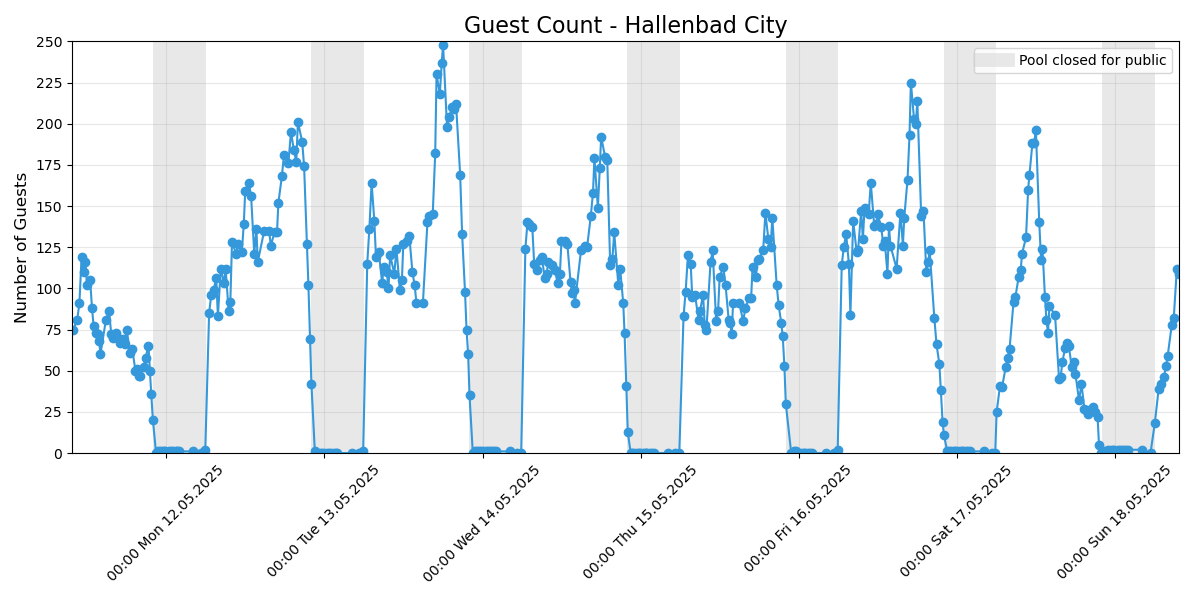 Guest Count - Hallenbad City
Number of Guests
250
225
200
175
150
125
100
75
50
25
0
Pool closed for public
00:00 Mon 12.05.2025
00:00 Tue 13.05.2025
00:00 Wed 14.05.2025
00:00 Thu 15.05.2025
00:00 Fri 16.05.2025
00:00 Sat 17.05.2025
00:00 Sun 18.05.2025